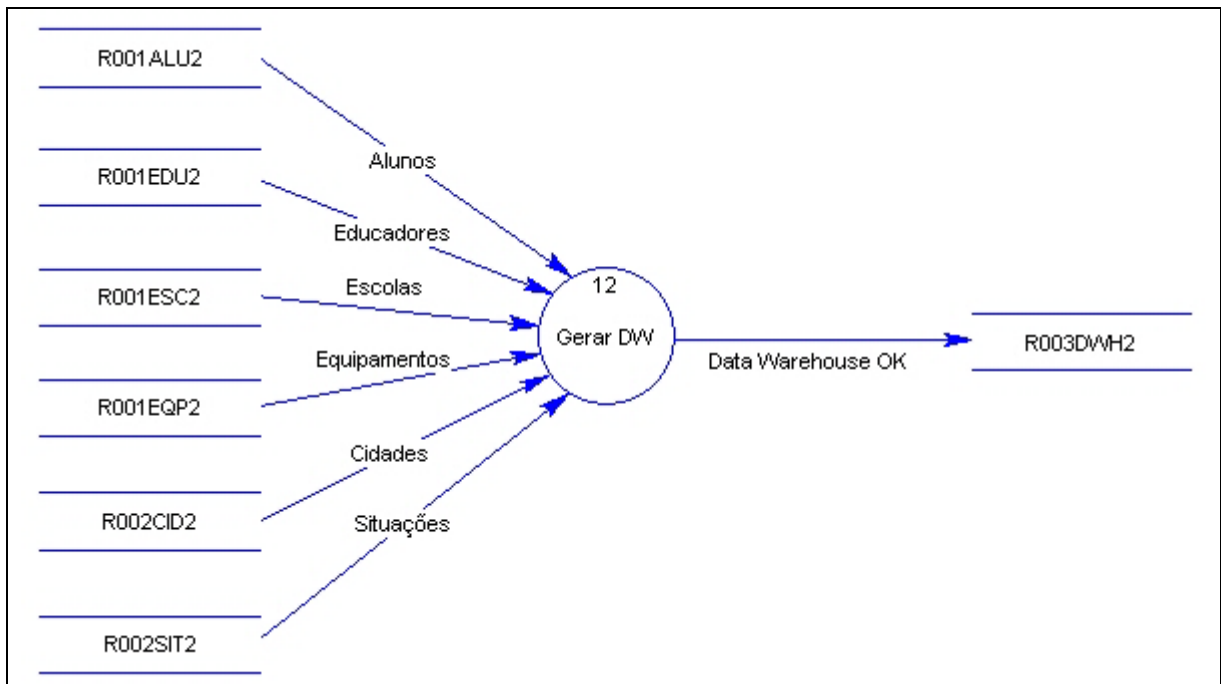 R001ALU2
Alunos
R001EDU2
Educadores
R001ESC2
Escolas
12
Gerar DW
Data Warehouse OK
R003DWH2
Equipamentos
R001EQP2
Cidades
R002CID2
Situações
R002SIT2